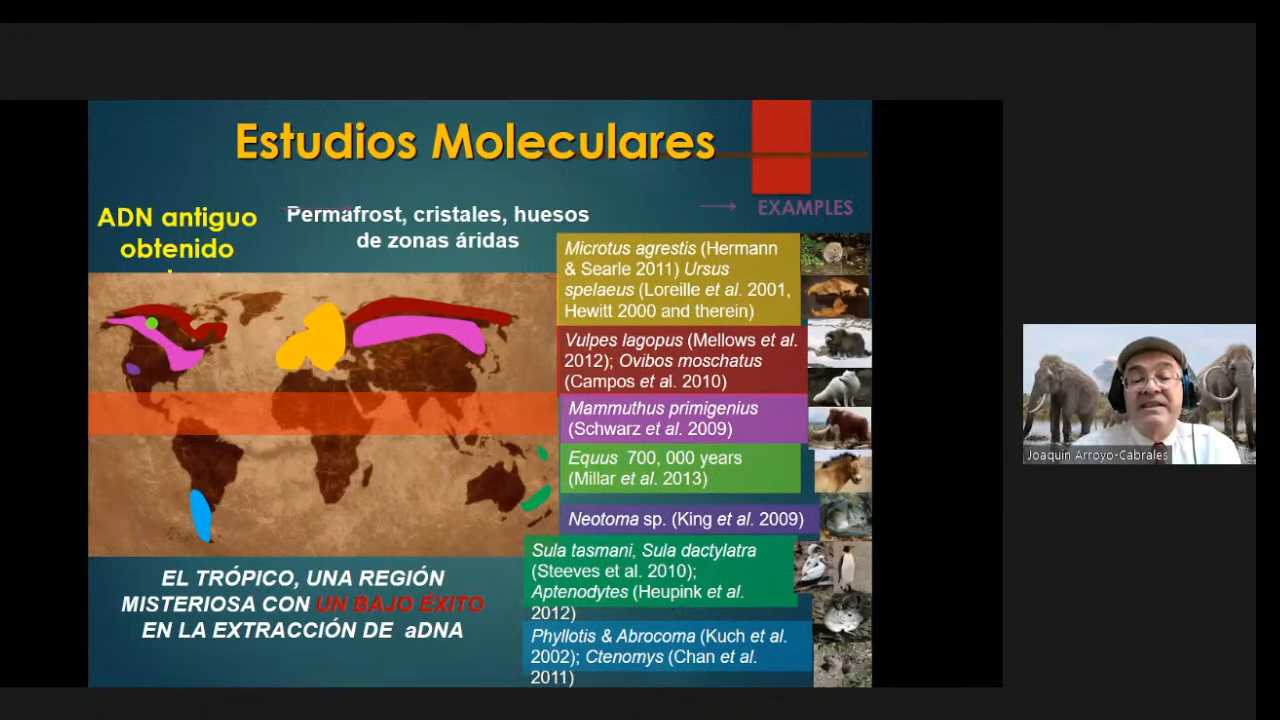 Estudios Moleculares
ADN antiguo
obtenido
Permafrost, cristales, huesos
de zonas áridas
EXAMPLES
Microtus agrestis (Hermann
& Searle 2011) Ursus
spelaeus (Loreille et al. 2001,
Hewitt 2000 and therein)
Vulpes lagopus (Mellows et al.
2012); Ovibos moschatus
(Campos et al. 2010)
Mammuthus primigenius
(Schwarz et al. 2009)
Equus 700, 000 years
(Millar et al. 2013)
Neotoma sp. (King et al. 2009)
Sula tasmani, Sula dactylatra
(Steeves et al. 2010);
Aptenodytes (Heupink et al.
2012)
Phyllotis & Abrocoma (Kuch et al.
2002); Ctenomys (Chan et al.
2011)
EL TRÓPICO, UNA REGIÓN
MISTERIOSA CON UN BAJO ÉXITO
EN LA EXTRACCIÓN DE aDNA
Joaquin Arroyo-Cabrales